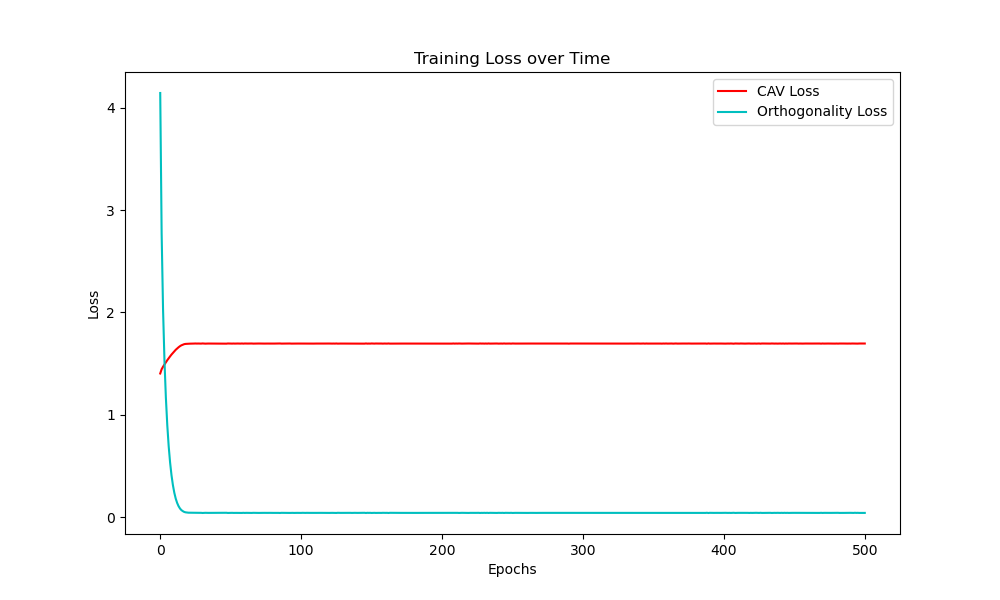 Training Loss over Time
CAV Loss
Orthogonality Loss
Loss
4
3
2
1
0
0 100 200 300 400 500
Epochs